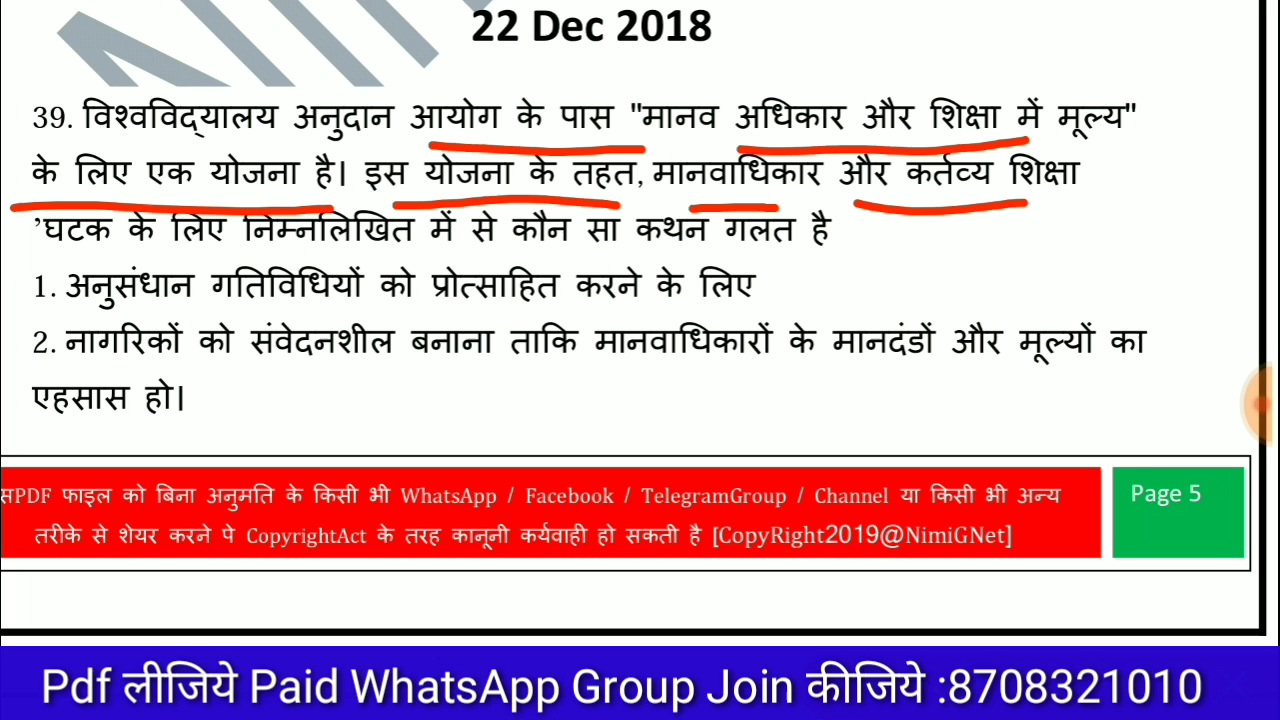 22 Dec 2018
39. विश्वविद्यालय अनुदान आयोग के पास "मानव अधिकार और शिक्षा में मूल्य"
के लिए एक योजना है। इस योजना के तहत, मानवाधिकार और कर्तव्य शिक्षा
’घटक के लिए निम्नलिखित में से कौन सा कथन गलत है
1. अनुसंधान गतिविधियों को प्रोत्साहित करने के लिए
2. नागरिकों को संवेदनशील बनाना ताकि मानवाधिकारों के मानदंडों और मूल्यों का
एहसास हो।
सPDF फाइल को बिना अनुमति के किसी भी WhatsApp / Facebook / TelegramGroup / Channel या किसी भी अन्य
तरीके से शेयर करने पे CopyrightAct के तरह कानूनी कर्यवाही हो सकती है [CopyRight2019@NimiGNet]
Page 5
Pdf लीजिये Paid WhatsApp Group Join कीजिये :8708321010